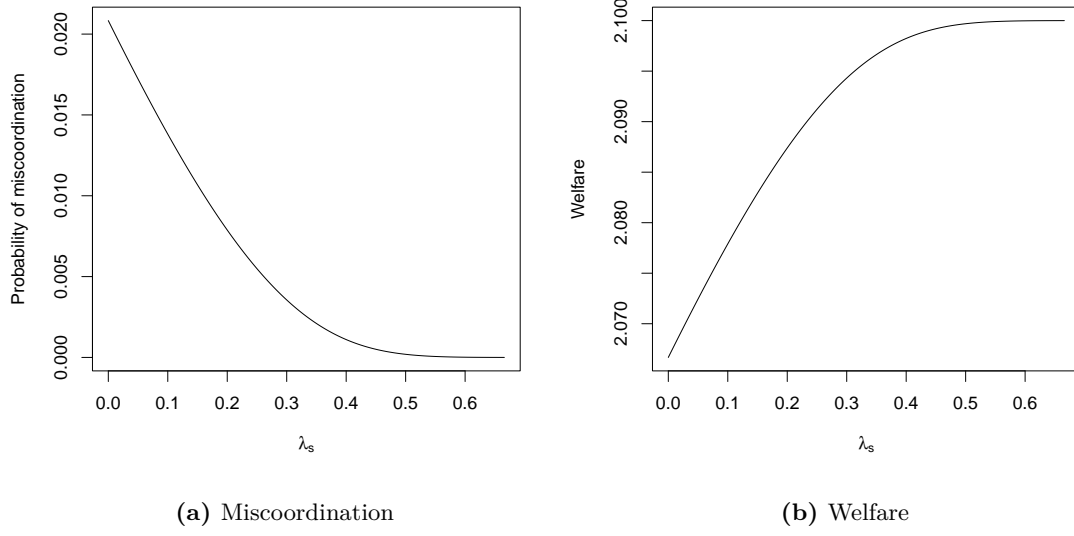 Probability of miscoordination
0.020
0.015
0.010
0.005
0.000
0.0 0.1 0.2 0.3 0.4 0.5 0.6
λs
(a) Miscoordination
Welfare
2.100
2.090
2.080
2.070
0.0 0.1 0.2 0.3 0.4 0.5 0.6
λs
(b) Welfare